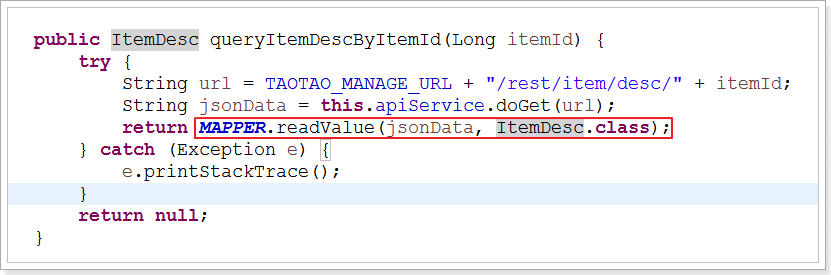 public ItemDesc queryItemDescByItemId(Long itemId) {
    try {
        String url = TAOTAO_MANAGE_URL + "/rest/item/desc/" + itemId;
        String jsonData = this.apiService.doGet(url);
        return MAPPER.readValue(jsonData, ItemDesc.class);
    } catch (Exception e) {
        e.printStackTrace();
    }
    return null;
}